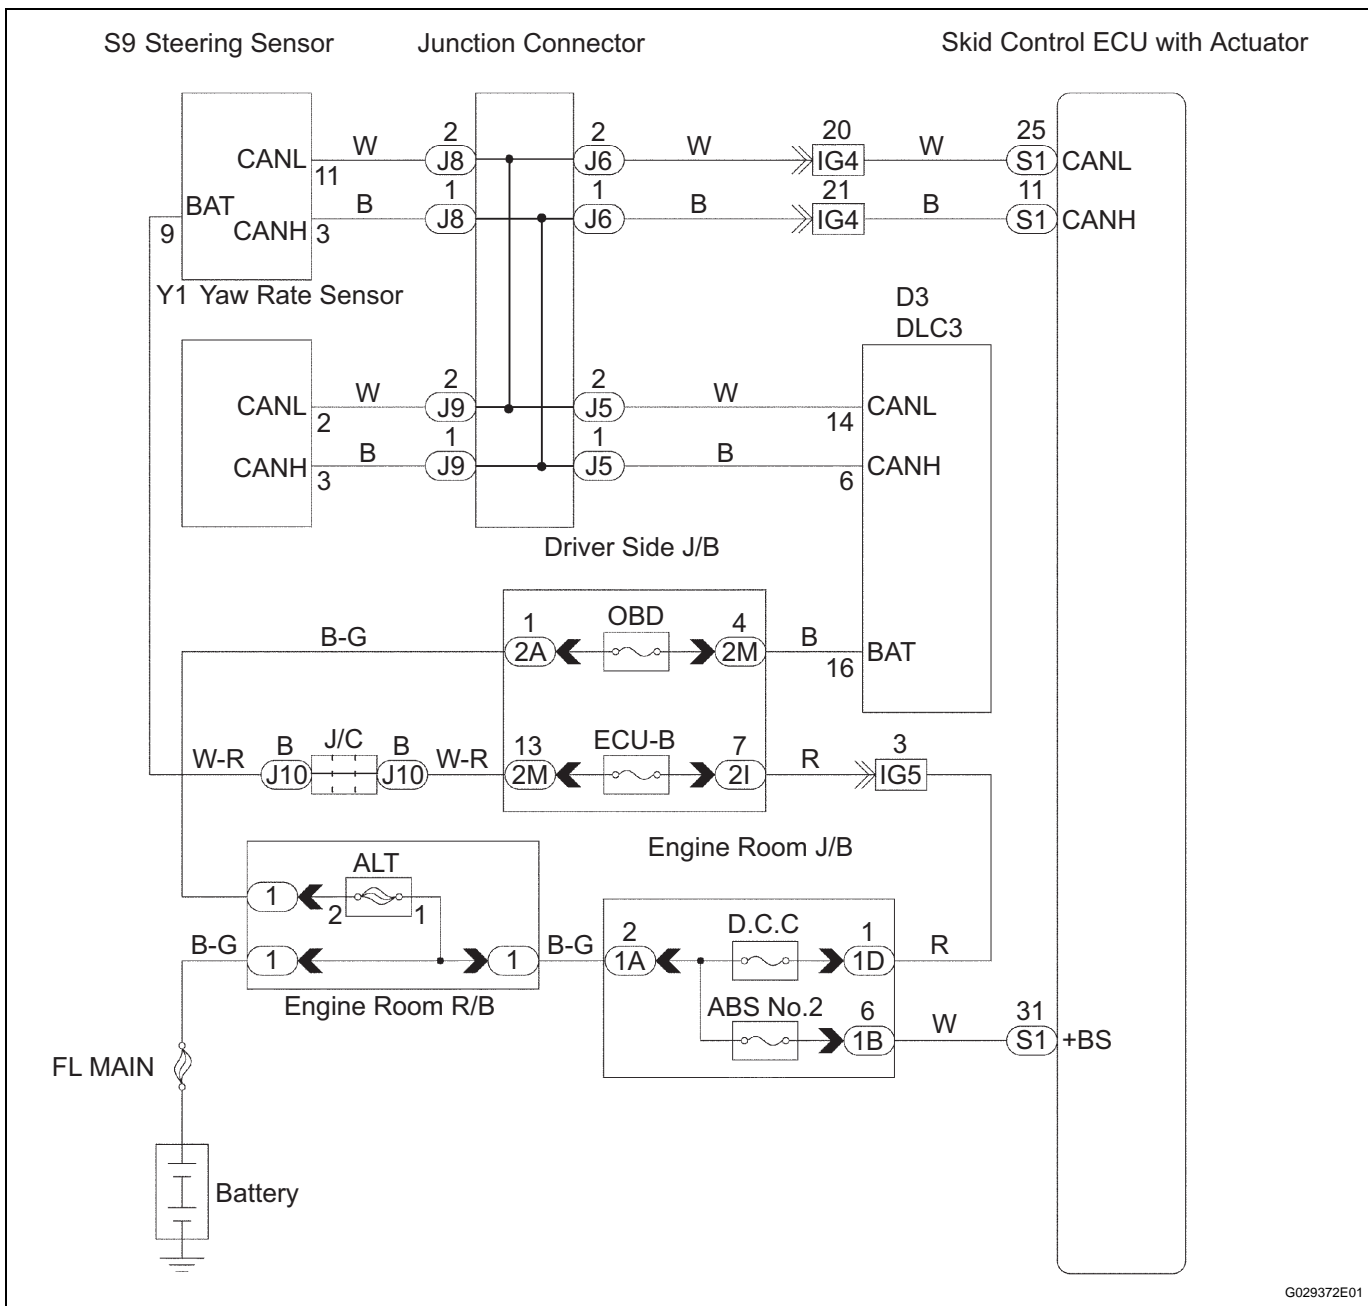 S9 Steering Sensor Junction Connector Skid Control ECU with Actuator
2 2 20 25
CANL W J8 J6 W IG4 W S1 CANL
11
1 1 21 11
BAT B J8 J6 B IG4 B S1 CANH
9 CANH 3
Y1 Yaw Rate Sensor
D3
DLC3
2 2
CANL W J9 J5 W CANL
2 14
1 1
CANH B J9 J5 B CANH
3 6
Driver Side J/B
1 OBD 4
B-G 2A 2M B BAT
16
B J/C B 13 ECU-B 7 3
W-R J10 J10 W-R 2M 2I R IG5
Engine Room J/B
ALT
1 2 1
2 D.C.C 1
B-G 1 1 B-G 1A 1D R
Engine Room R/B ABS No.2 6 31
1B W S1 +BS
FL MAIN
Battery
G029372E01